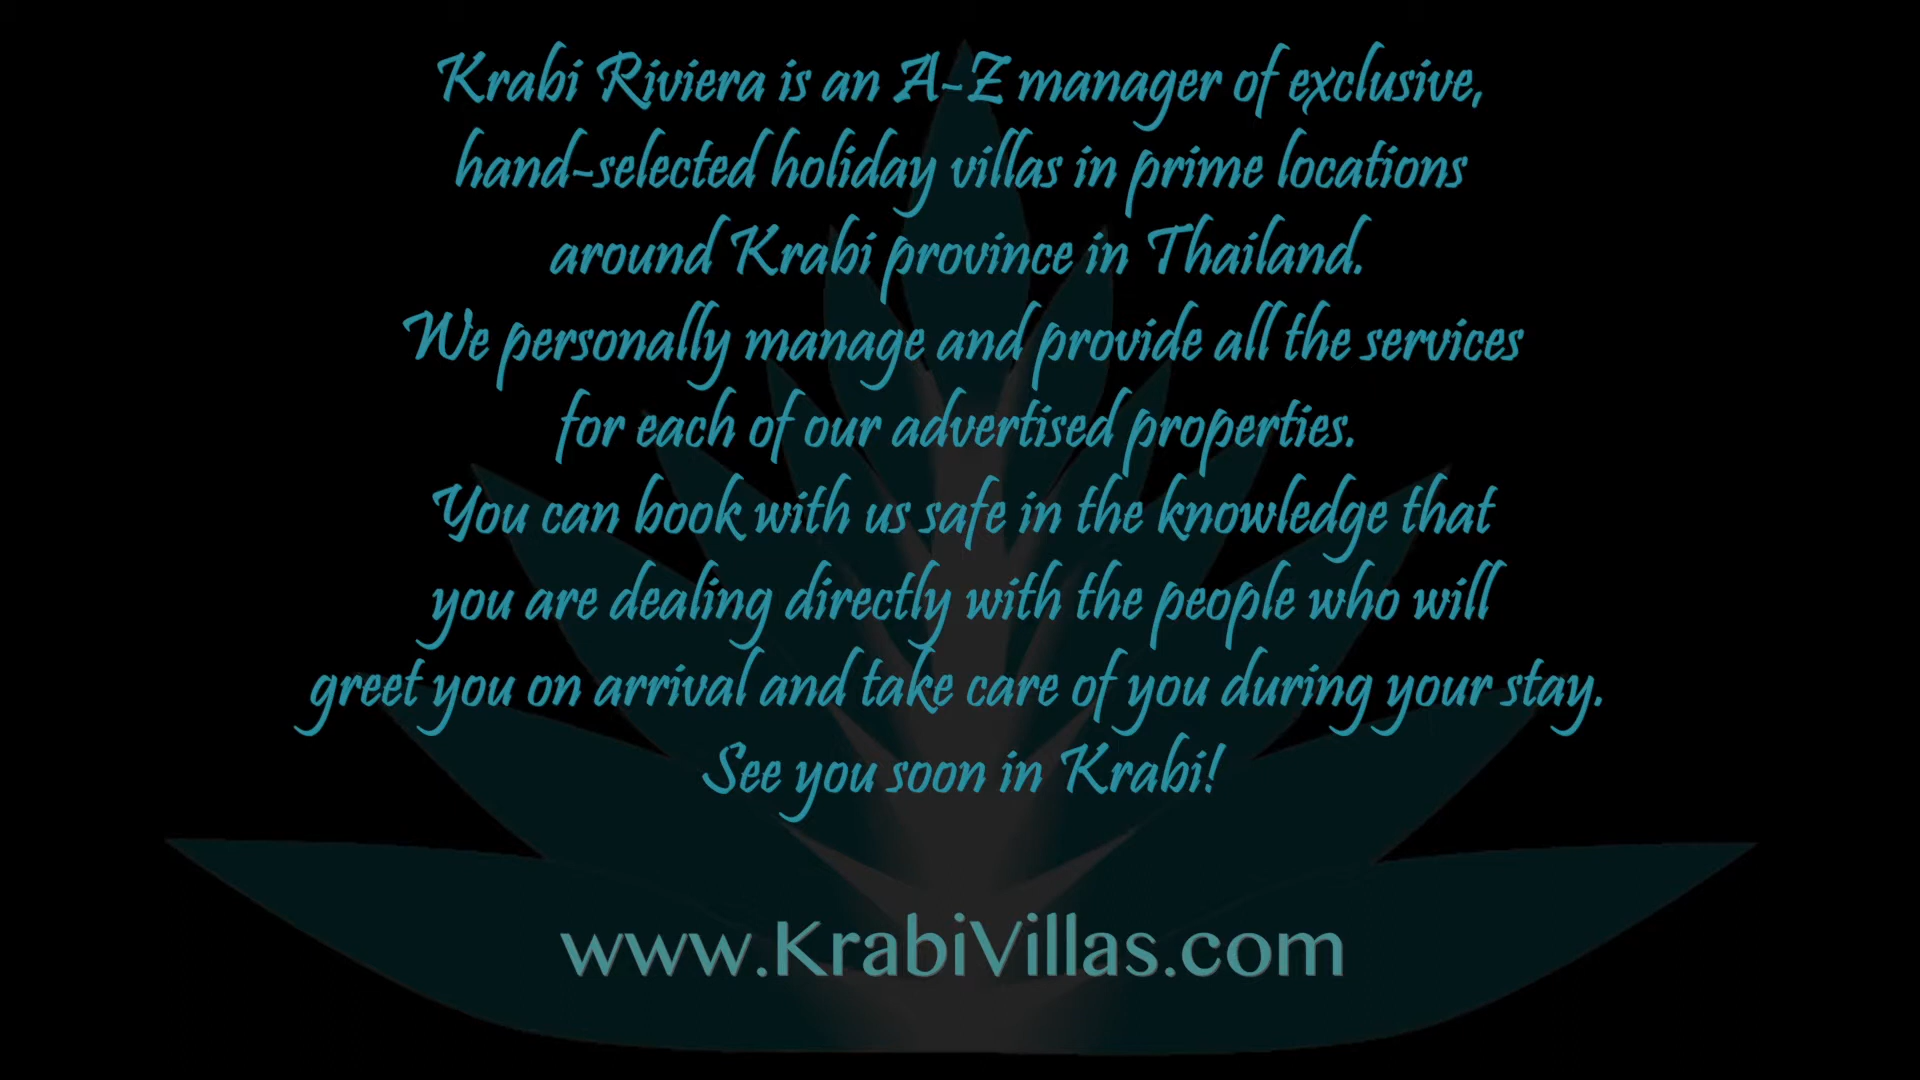 Krabi Riviera is an A-Z manager of exclusive,
hand-selected holiday villas in prime locations
around Krabi province in Thailand.
We personally manage and provide all the services
for each of our advertised properties.
You can book with us safe in the knowledge that
you are dealing directly with the people who will
greet you on arrival and take care of you during your stay.
See you soon in Krabi!
www.KrabiVillas.com